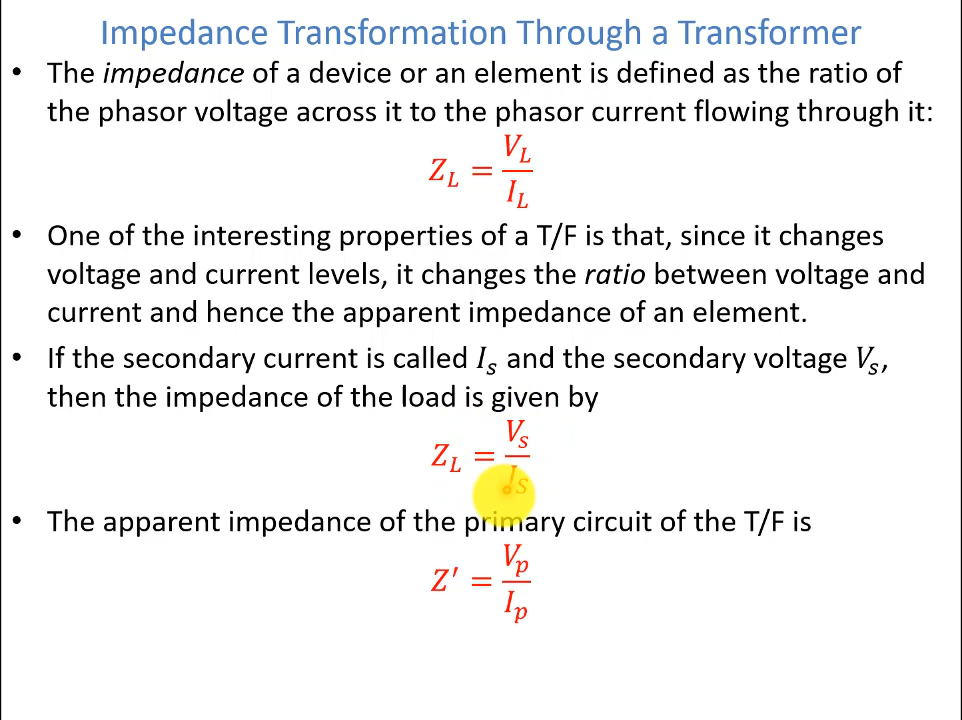 Impedance Transformation Through a Transformer
• The impedance of a device or an element is defined as the ratio of
the phasor voltage across it to the phasor current flowing through it:
Z_L = V_L / I_L
• One of the interesting properties of a T/F is that, since it changes
voltage and current levels, it changes the ratio between voltage and
current and hence the apparent impedance of an element.
• If the secondary current is called I_s and the secondary voltage V_s,
then the impedance of the load is given by
Z_L = V_s / I_s
• The apparent impedance of the primary circuit of the T/F is
Z′ = V_p / I_p